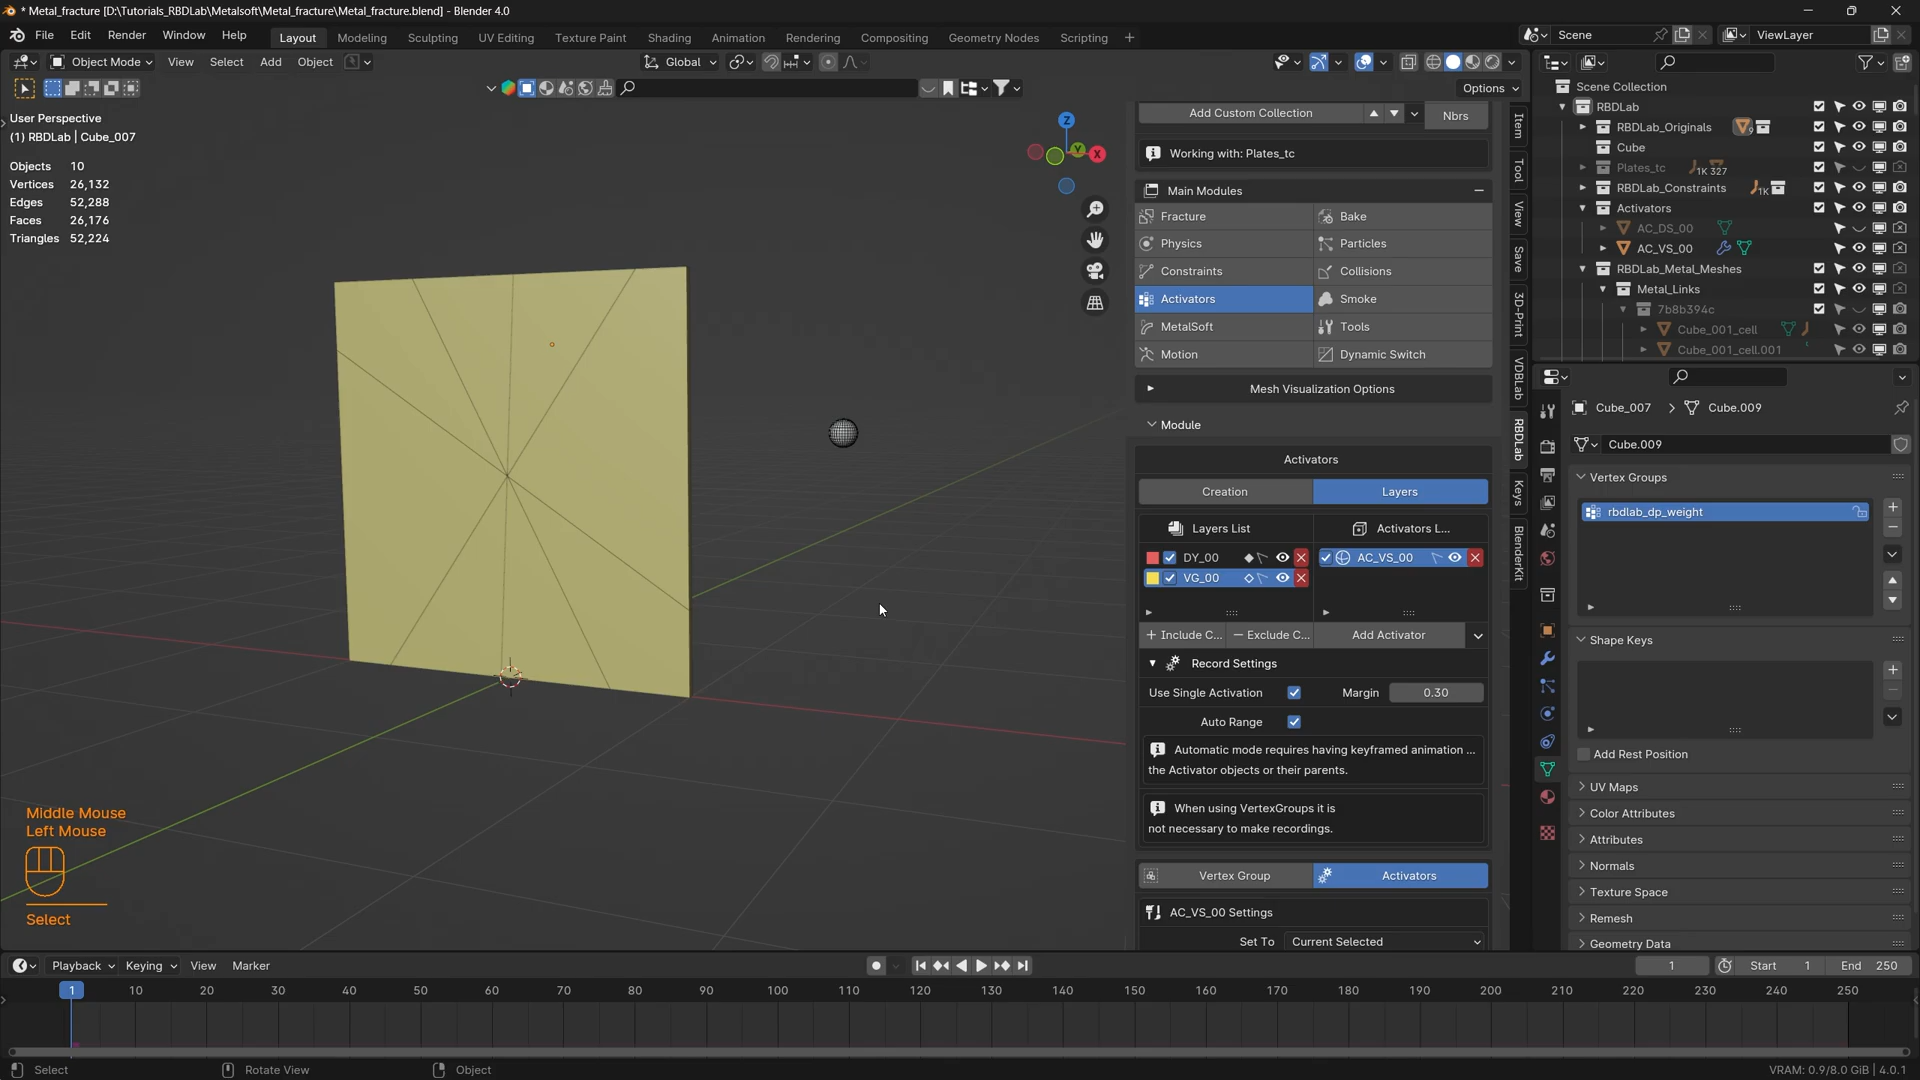 * Metal_fracture [D:\Tutorials_RBDLab\Metalsoft\Metal_fracture\Metal_fracture.blend] - Blender 4.0
File Edit Render Window Help Layout Modeling Sculpting UV Editing Texture Paint Shading Animation Rendering Compositing Geometry Nodes Scripting + Scene ViewLayer
Object Mode View Select Add Object Global
Options
User Perspective
(1) RBDLab | Cube_007
Objects 10
Vertices 26,132
Edges 52,288
Faces 26,176
Triangles 52,224
Z
Y
X
Middle Mouse
Left Mouse
Select
Add Custom Collection Nbrs
Working with: Plates_tc
Main Modules
Fracture Bake
Physics Particles
Constraints Collisions
Activators Smoke
MetalSoft Tools
Motion Dynamic Switch
Mesh Visualization Options
Module
Activators
Creation Layers
Layers List Activators L...
DY_00 AC_VS_00
VG_00
+ Include C... — Exclude C... Add Activator
Record Settings
Use Single Activation Margin 0.30
Auto Range
Automatic mode requires having keyframed animation ...
the Activator objects or their parents.
When using VertexGroups it is
not necessary to make recordings.
Vertex Group Activators
AC_VS_00 Settings
Set To Current Selected
Item
Tool
View
Save
3D-Print
VDBLab
RBDLab
Keys
BlenderKit
Scene Collection
RBDLab
RBDLab_Originals
Cube
Plates_tc 1K 327
RBDLab_Constraints 1K
Activators
AC_DS_00
AC_VS_00
RBDLab_Metal_Meshes
Metal_Links
7b8b394c
Cube_001_cell
Cube_001_cell.001
Cube_007 > Cube.009
Cube.009
Vertex Groups
rbdlab_dp_weight
Shape Keys
Add Rest Position
UV Maps
Color Attributes
Attributes
Normals
Texture Space
Remesh
Geometry Data
Playback Keying View Marker 1 Start 1 End 250
1 10 20 30 40 50 60 70 80 90 100 110 120 130 140 150 160 170 180 190 200 210 220 230 240 250
Select Rotate View Object VRAM: 0.9/8.0 GiB | 4.0.1